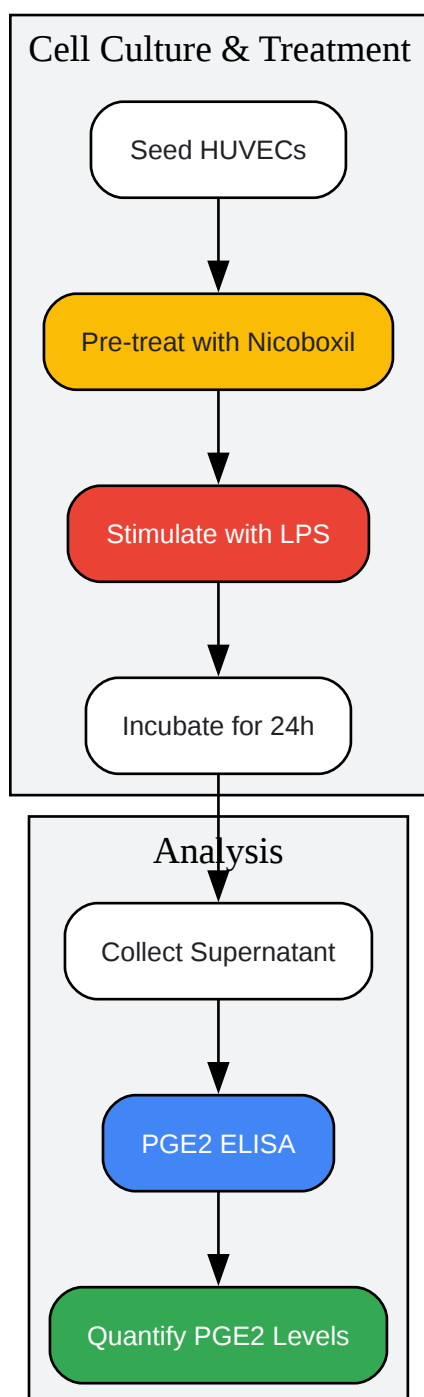 Cell Culture & Treatment
Seed HUVECs
Pre-treat with Nicoboxil
Stimulate with LPS
Incubate for 24h
Analysis
Collect Supernatant
PGE2 ELISA
Quantify PGE2 Levels